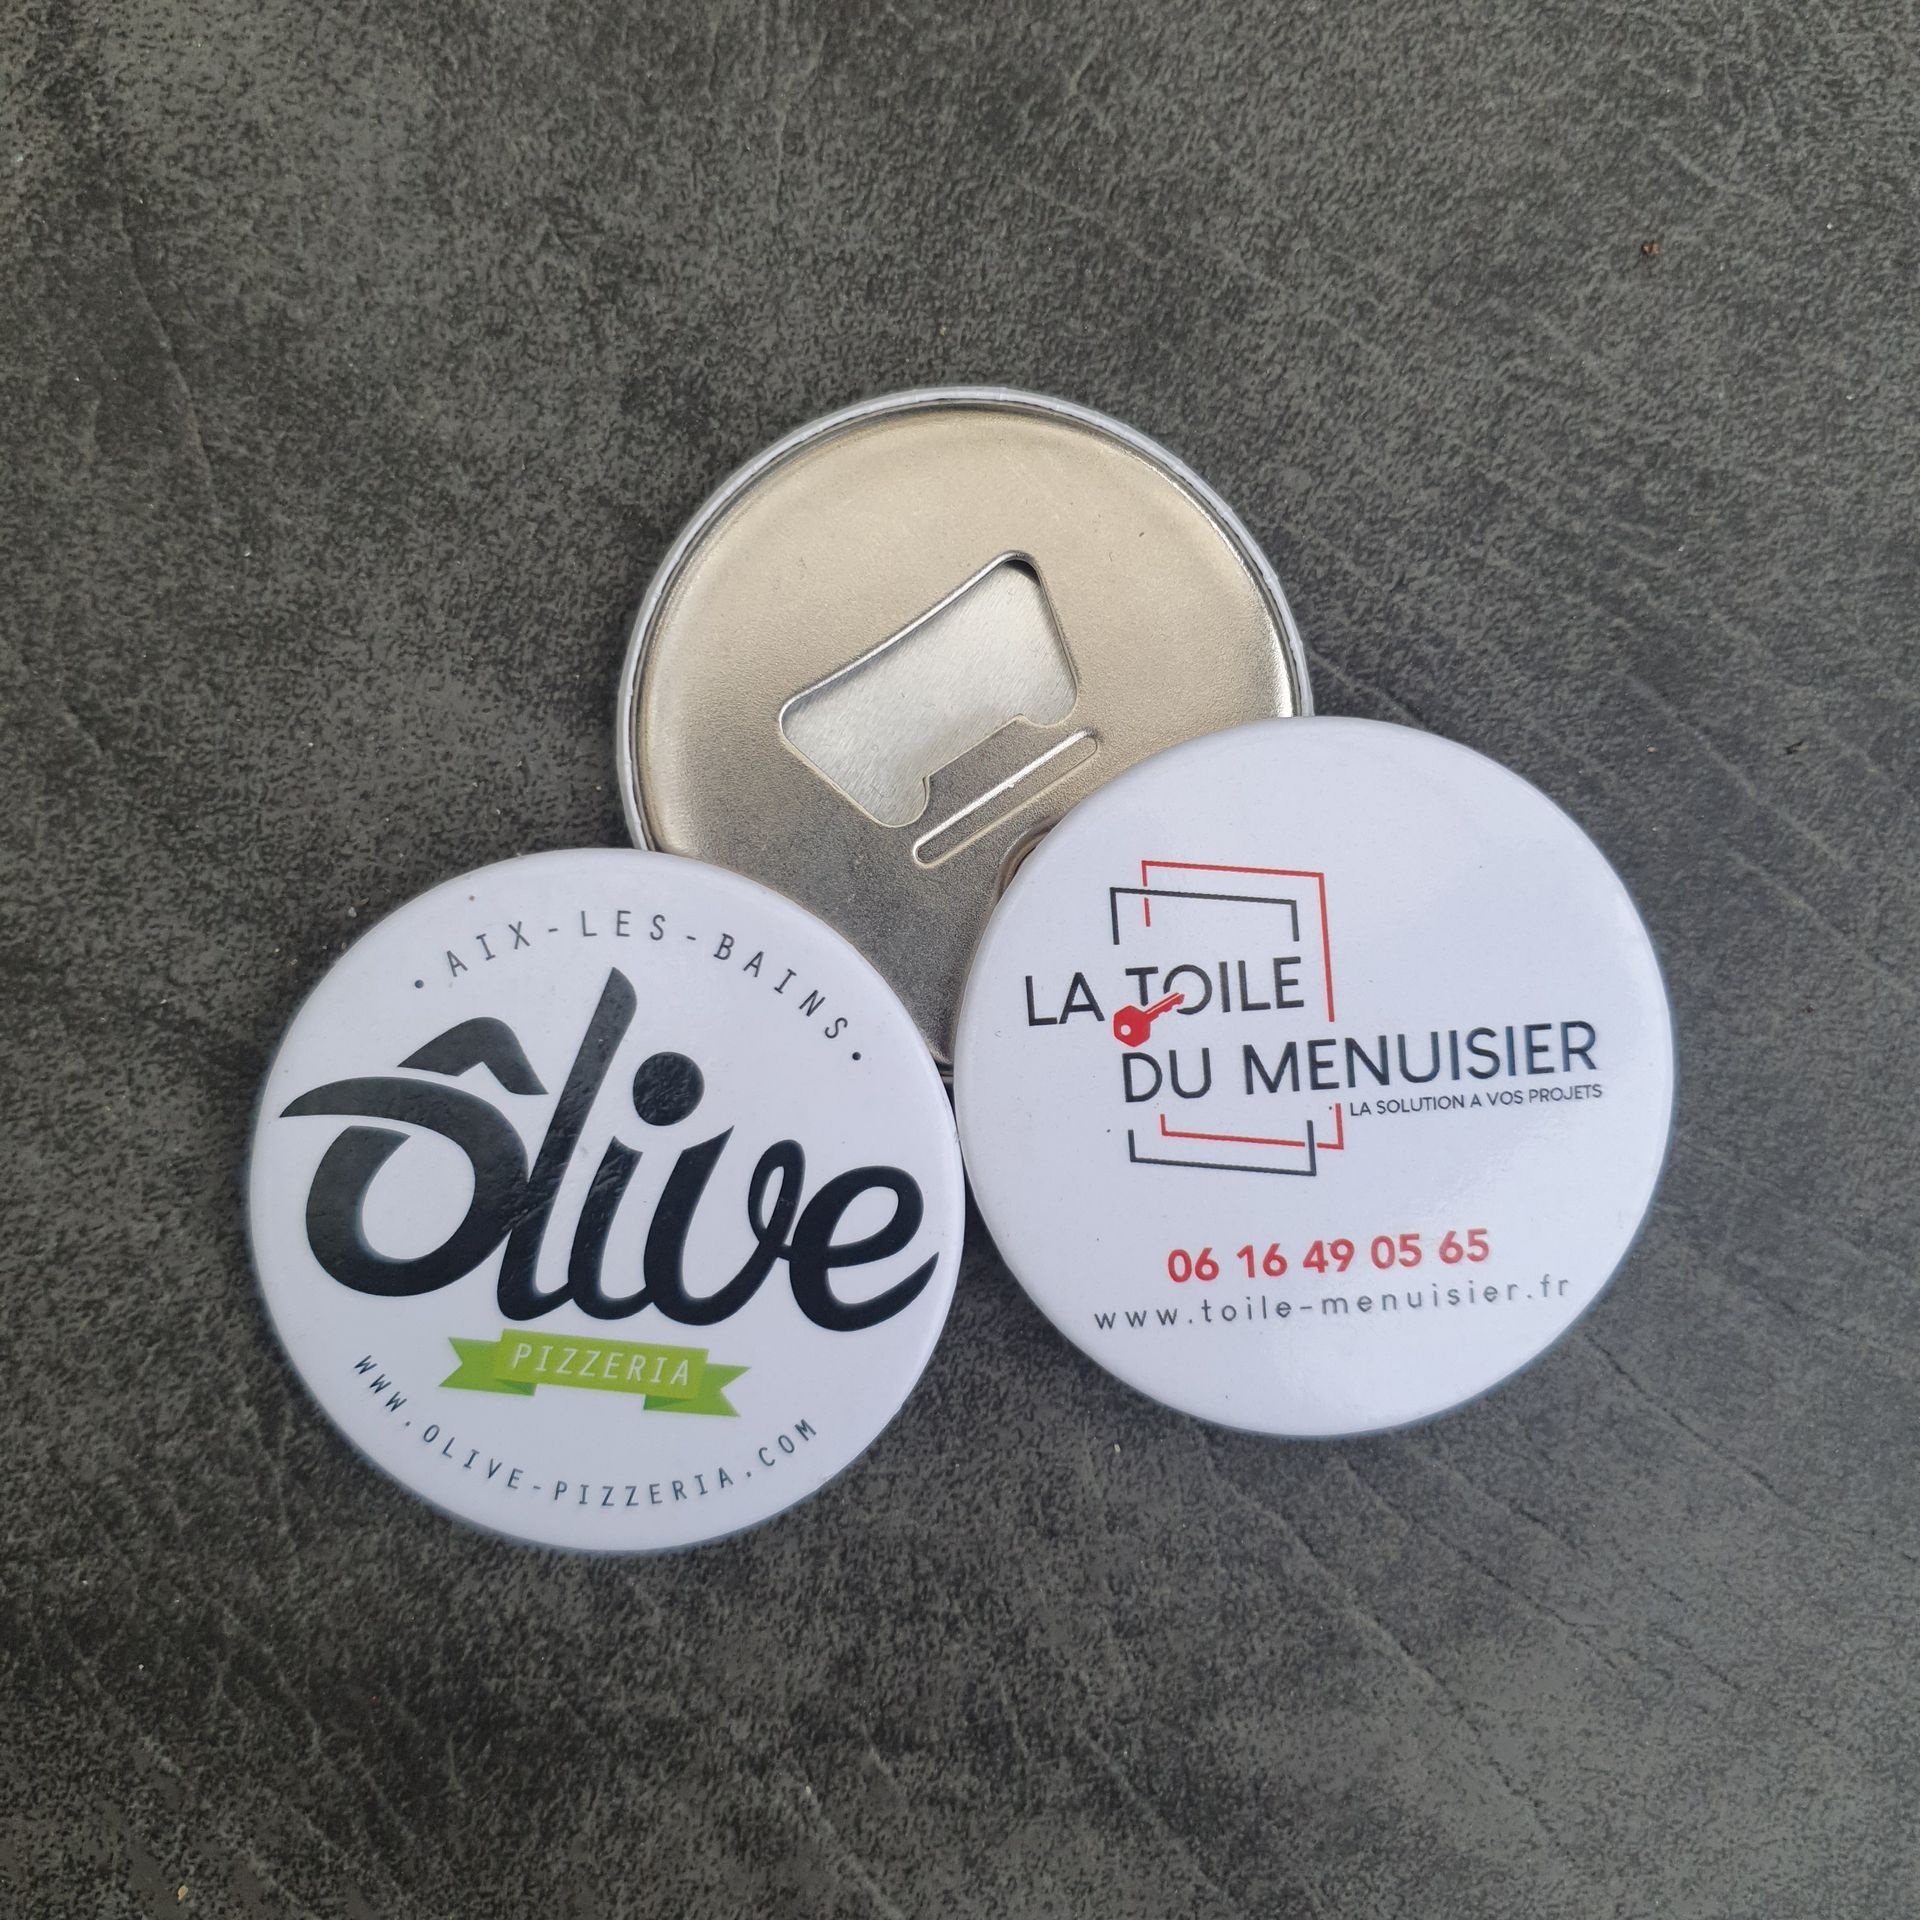 • AIX-LES-BAINS •
ôlive
PIZZERIA
WWW.OLIVE-PIZZERIA.COM
LA TOILE
DU MENUISIER
LA SOLUTION A VOS PROJETS
06 16 49 05 65
www.toile-menuisier.fr